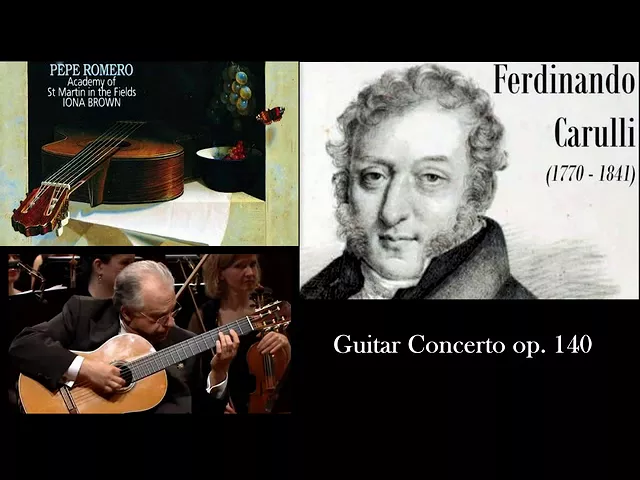 PEPE ROMERO
Academy of
St Martin in the Fields
IONA BROWN
Ferdinando
Carulli
(1770 - 1841)
Guitar Concerto op. 140